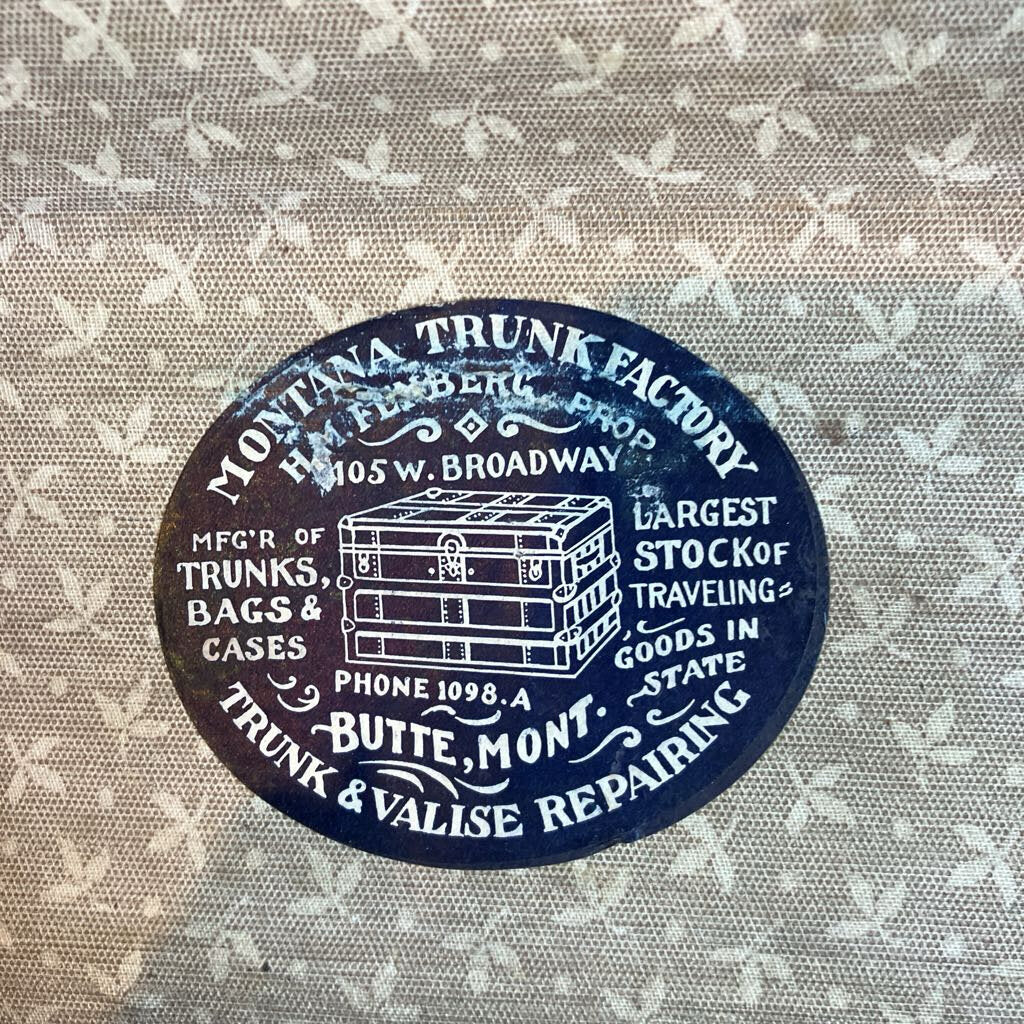 MONTANA TRUNK FACTORY
H.M. PROP
105 W. BROADWAY
MFG'R OF
TRUNKS,
BAGS &
CASES
LARGEST
STOCK OF
TRAVELING=
GOODS IN
STATE
PHONE 1098.A
BUTTE, MONT.
TRUNK & VALISE REPAIRING